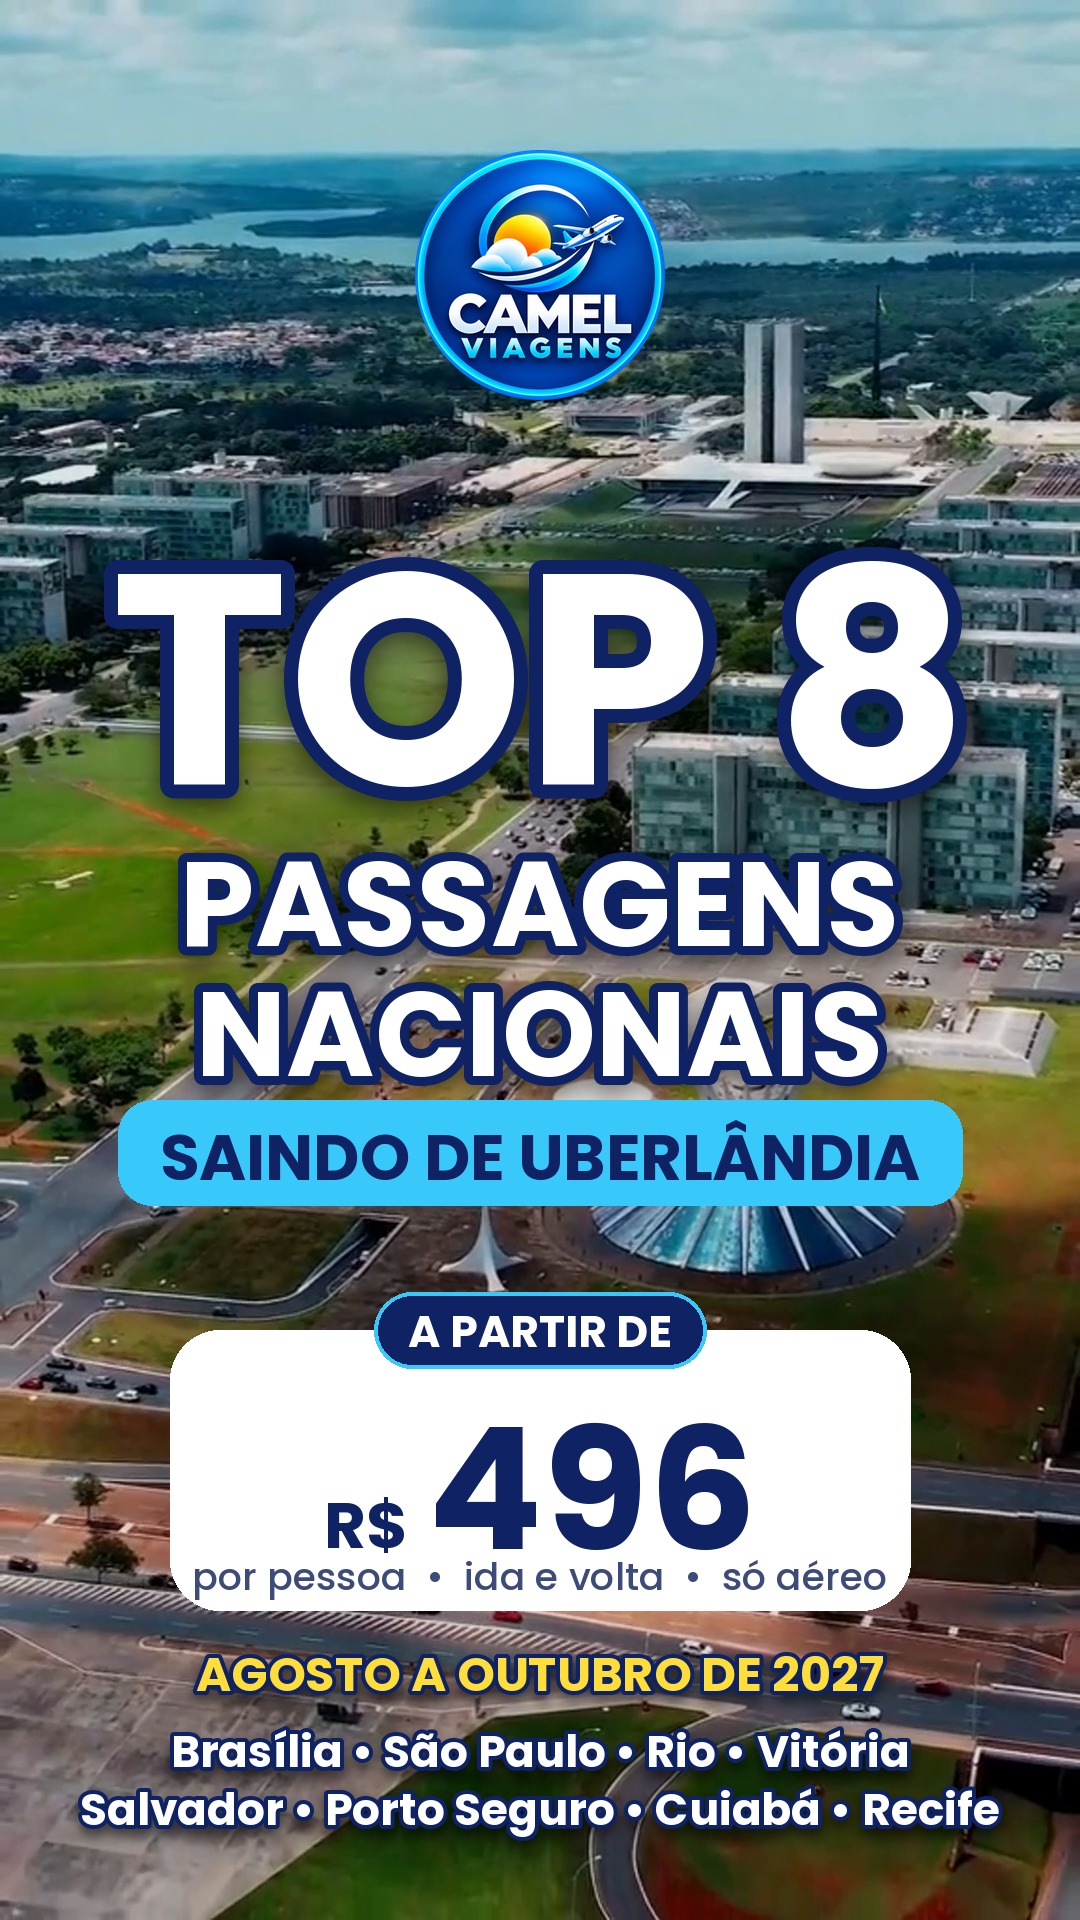 CAMEL
VIAGENS
TOP 8
PASSAGENS
NACIONAIS
SAINDO DE UBERLÂNDIA
A PARTIR DE
R$ 496
por pessoa • ida e volta • só aéreo
AGOSTO A OUTUBRO DE 2027
Brasília • São Paulo • Rio • Vitória
Salvador • Porto Seguro • Cuiabá • Recife